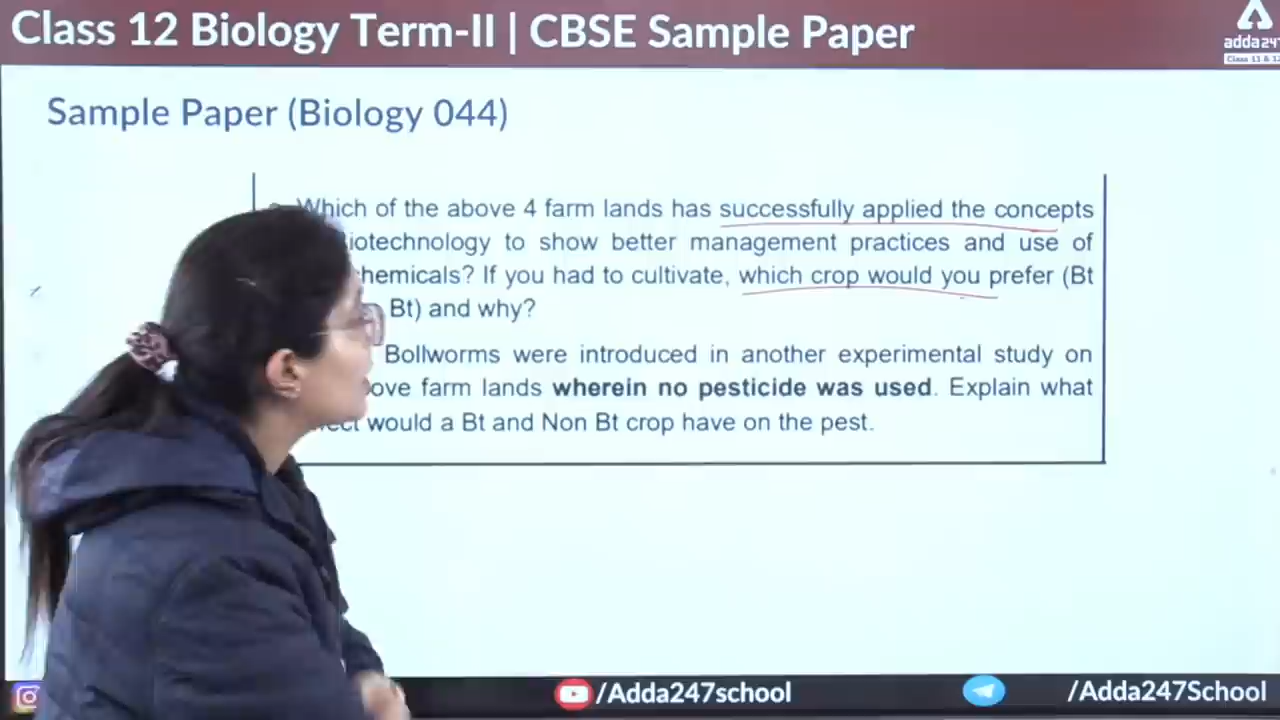 Class 12 Biology Term-II | CBSE Sample Paper
adda247
Class 11 & 12
Sample Paper (Biology 044)
Which of the above 4 farm lands has successfully applied the concepts
iotechnology to show better management practices and use of
hemicals? If you had to cultivate, which crop would you prefer (Bt
Bt) and why?
Bollworms were introduced in another experimental study on
ove farm lands wherein no pesticide was used. Explain what
would a Bt and Non Bt crop have on the pest.
/Adda247school
/Adda247School